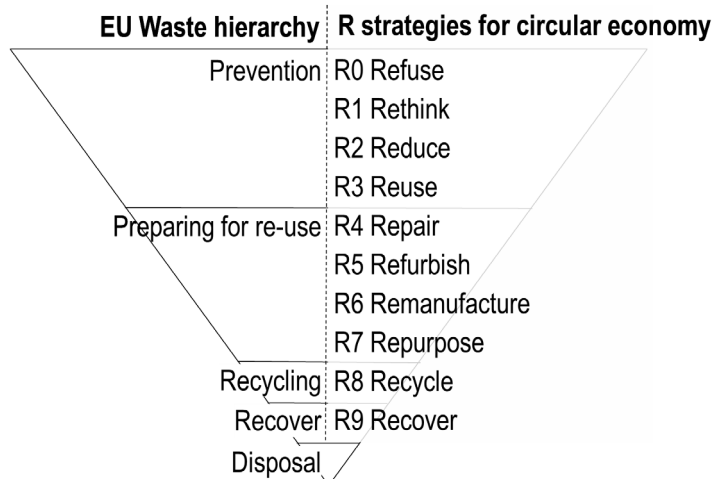 EU Waste hierarchy R strategies for circular economy
Prevention R0 Refuse
R1 Rethink
R2 Reduce
R3 Reuse
Preparing for re-use R4 Repair
R5 Refurbish
R6 Remanufacture
R7 Repurpose
Recycling R8 Recycle
Recover R9 Recover
Disposal